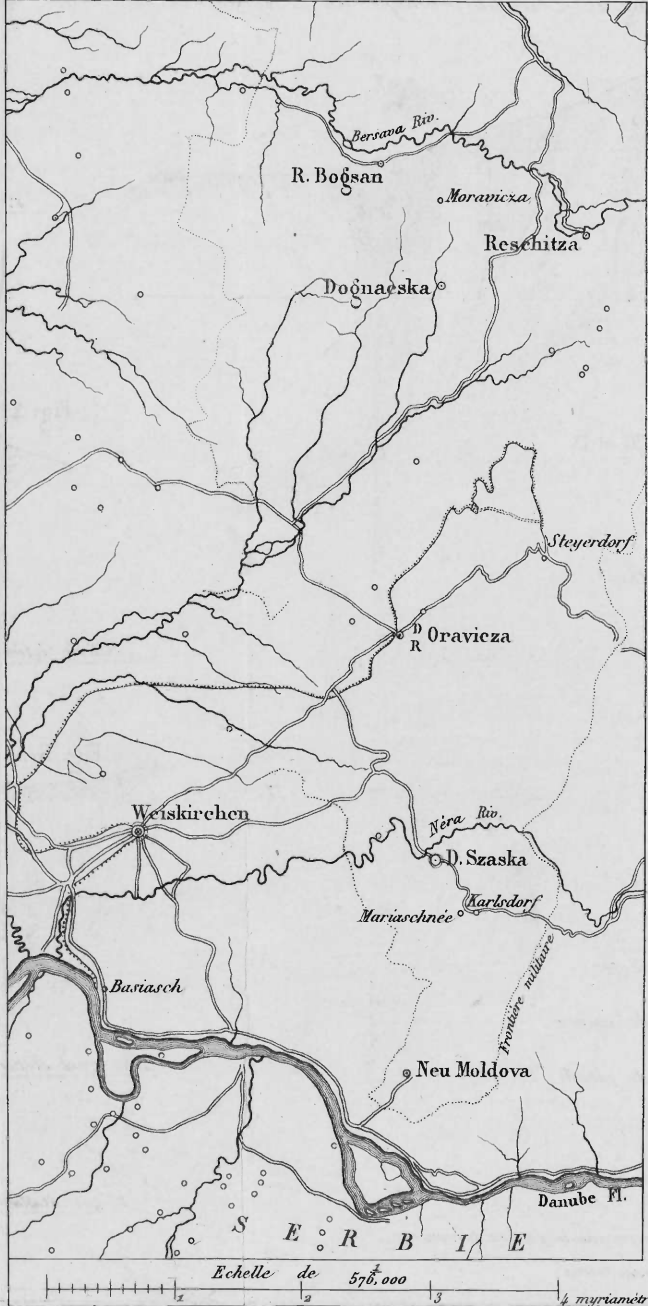 Bersava Riv.
R. Bogsan
Moravicza
Reschitza
Dognacska
Steyerdorf
D
R Oravicza
Weiskirchen
Néra Riv.
D. Szaska
Karlsdorf
Mariaschnée
Frontière militaire
Basiasch
Neu Moldova
Danube Fl.
SERBIE
Echelle de 1/576,000
1 2 3 4 myriamètr